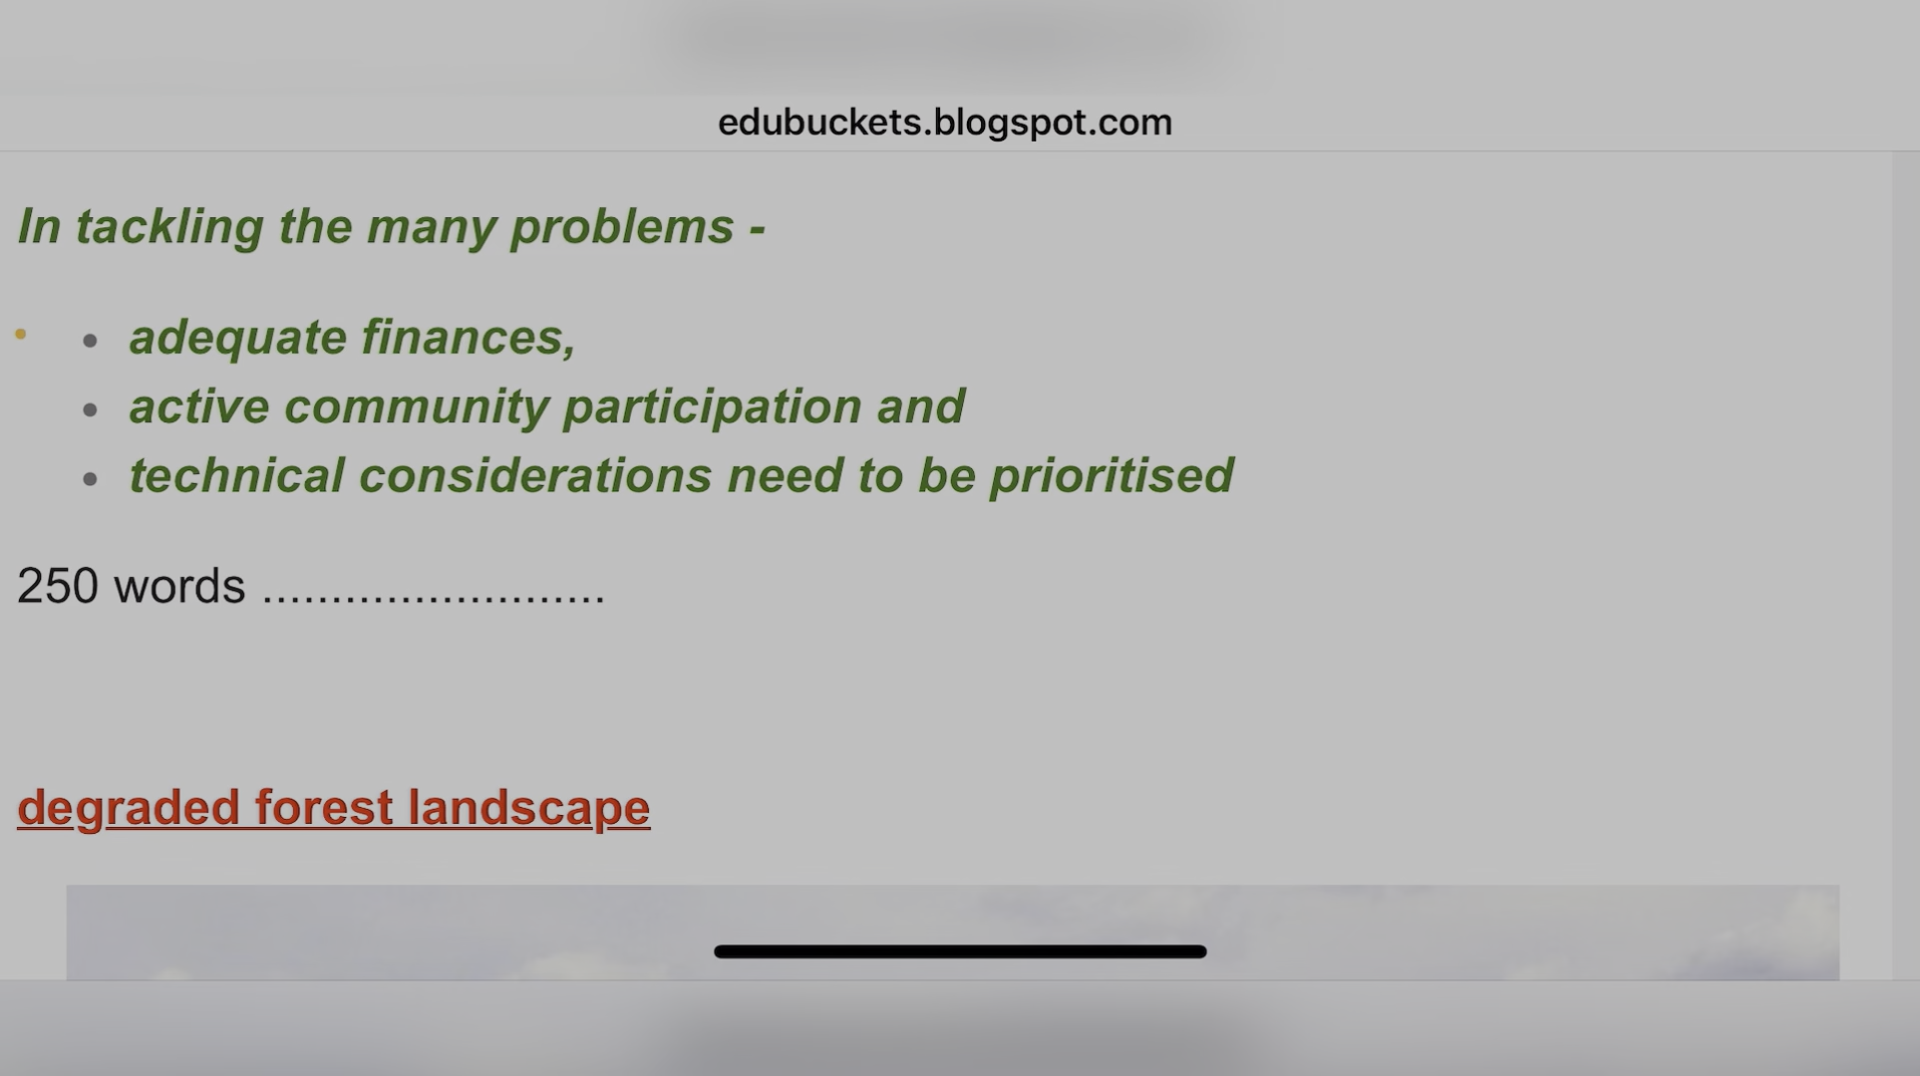 edubuckets.blogspot.com
In tackling the many problems -
• adequate finances,
• active community participation and
• technical considerations need to be prioritised
250 words .........................
degraded forest landscape